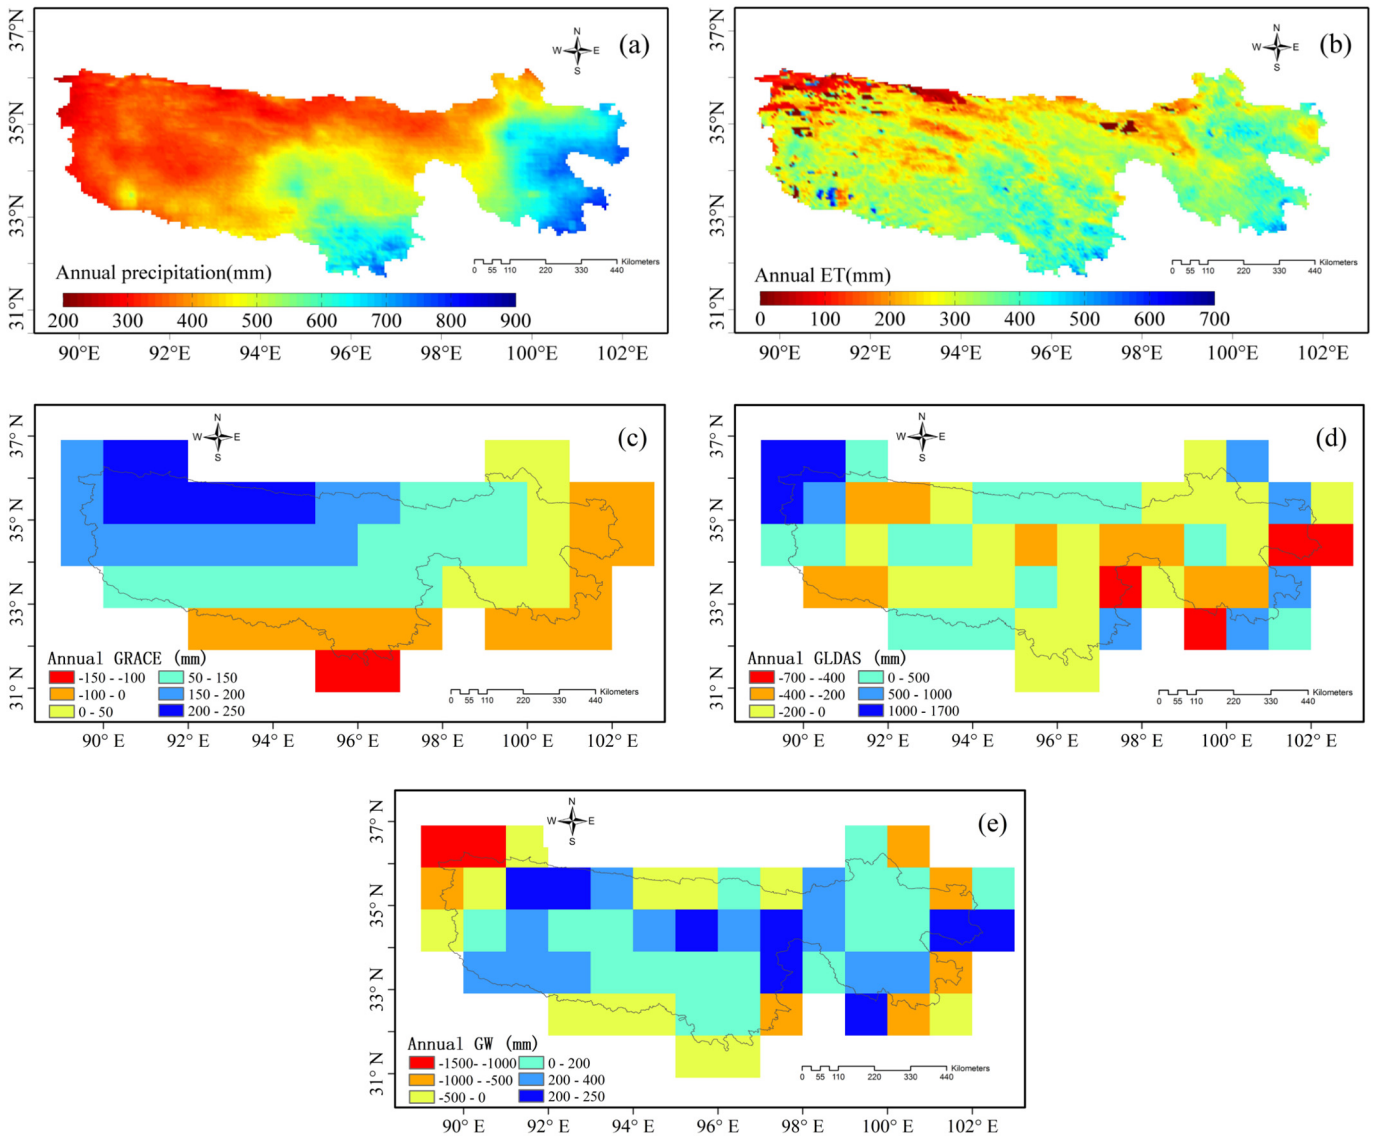 (a)
N
W E
S
37°N
35°N
33°N
31°N
Annual precipitation(mm)
200 300 400 500 600 700 800 900
0 55 110 220 330 440 Kilometers
90°E 92°E 94°E 96°E 98°E 100°E 102°E
(b)
N
W E
S
37°N
35°N
33°N
31°N
Annual ET(mm)
0 100 200 300 400 500 600 700
0 55 110 220 330 440 Kilometers
90°E 92°E 94°E 96°E 98°E 100°E 102°E
(c)
N
W E
S
37° N
35° N
33° N
31° N
Annual GRACE (mm)
-150 - -100 50 - 150
-100 - 0 150 - 200
0 - 50 200 - 250
0 55 110 220 330 440 Kilometers
90° E 92° E 94° E 96° E 98° E 100° E 102° E
(d)
N
W E
S
37° N
35° N
33° N
31° N
Annual GLDAS (mm)
-700 - -400 0 - 500
-400 - -200 500 - 1000
-200 - 0 1000 - 1700
0 55 110 220 330 440 Kilometers
90° E 92° E 94° E 96° E 98° E 100° E 102° E
(e)
N
W E
S
37° N
35° N
33° N
31° N
Annual GW (mm)
-1500- -1000 0 - 200
-1000 - -500 200 - 400
-500 - 0 200 - 250
0 55 110 220 330 440 Kilometers
90° E 92° E 94° E 96° E 98° E 100° E 102° E